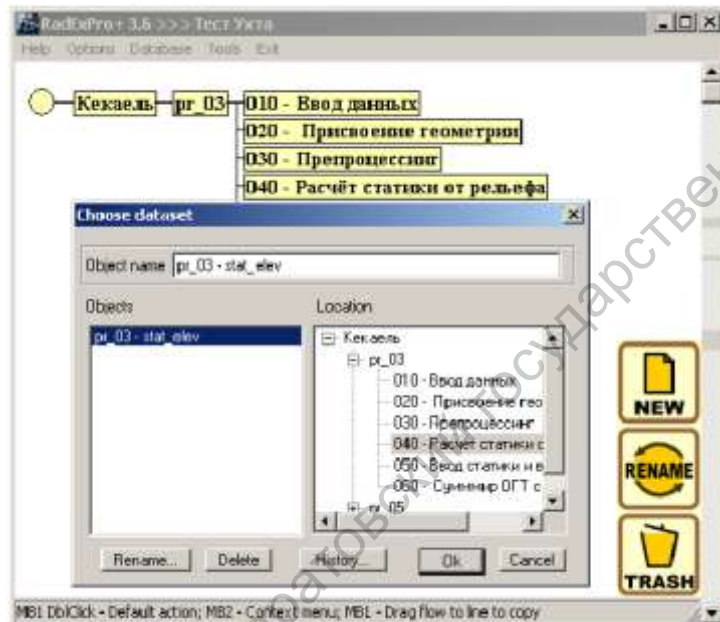 RadExPro+ 3.6 >>> Тест Ухта
Help Options Database Tools Exit
Кекаель pr_03 010 - Ввод данных
020 - Присвоение геометрии
030 - Препроцессинг
040 - Расчёт статики от рельефа
Choose dataset
Object name pr_03 - stat_elev
Objects Location
pr_03 - stat_elev
Кекаель
pr_03
010 - Ввод данных
020 - Присвоение гео
030 - Препроцессинг
040 - Расчёт статики о
050 - Ввод статики и в
060 - Суммир ОГТ с
pr_05
NEW
RENAME
TRASH
Rename... Delete History... Ok Cancel
MB1 DblClick - Default action; MB2 - Context menu; MB1 - Drag flow to line to copy
ратовский государстве